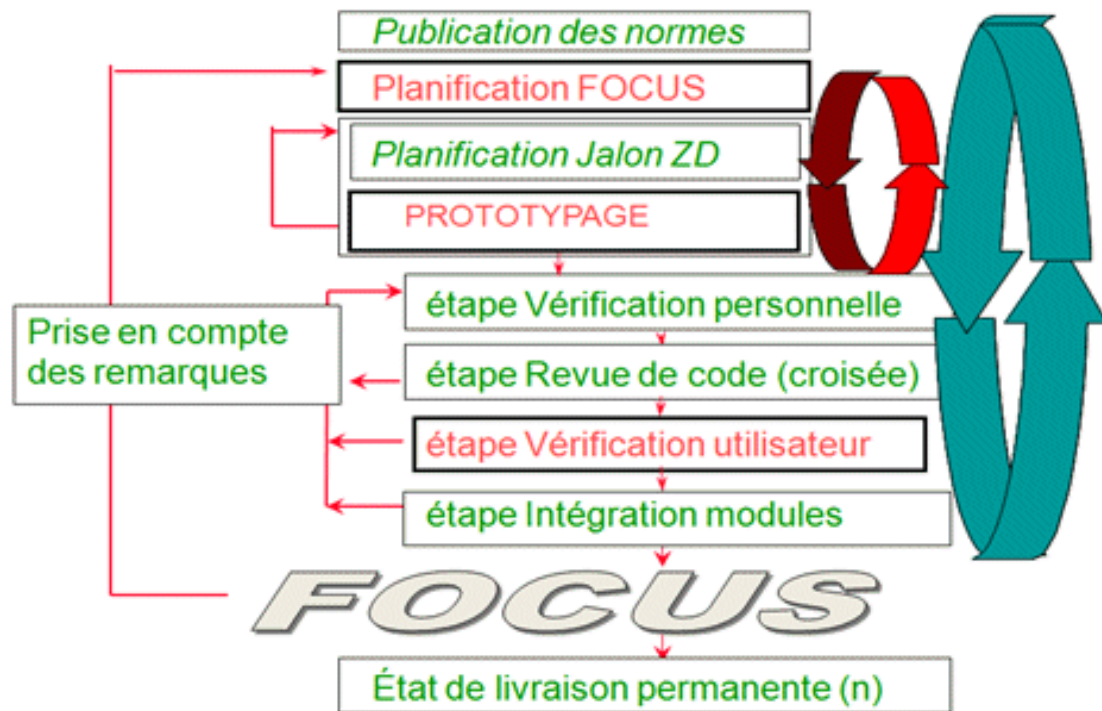 Publication des normes
Planification FOCUS
Planification Jalon ZD
PROTOTYPAGE
étape Vérification personnelle
Prise en compte
des remarques
étape Revue de code (croisée)
étape Vérification utilisateur
étape Intégration modules
FOCUS
État de livraison permanente (n)